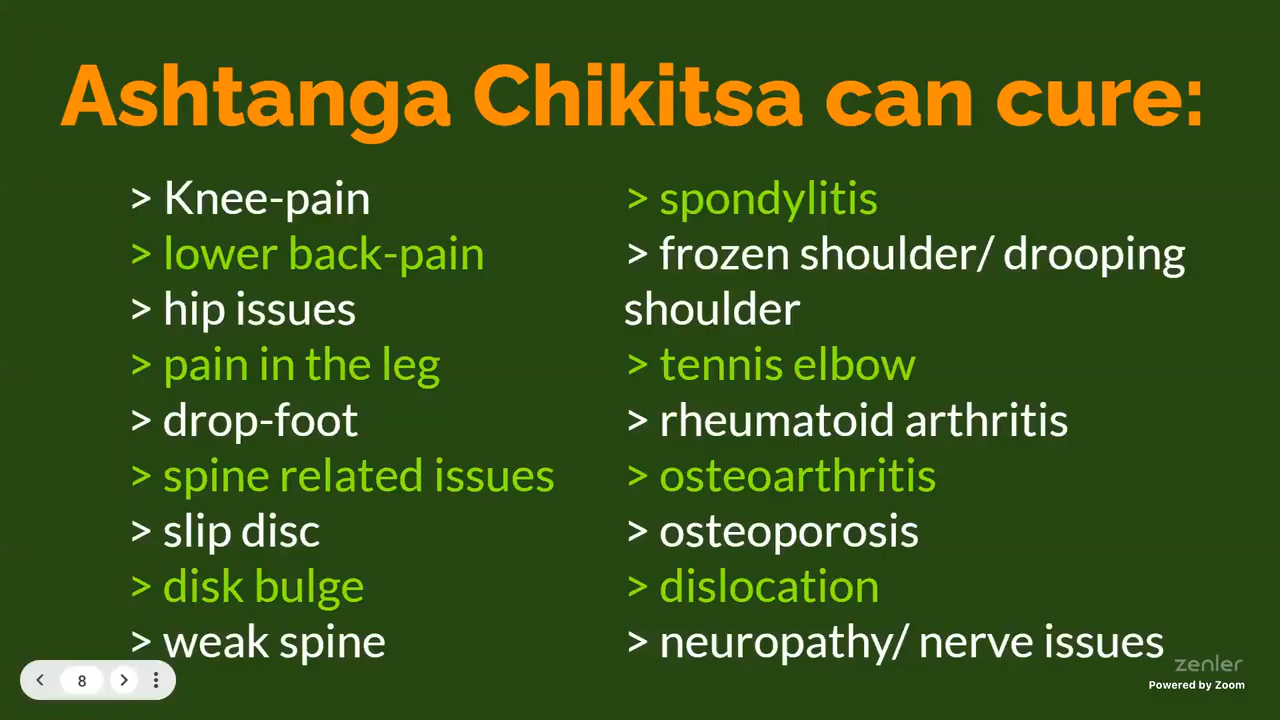 Ashtanga Chikitsa can cure:
> Knee-pain
> lower back-pain
> hip issues
> pain in the leg
> drop-foot
> spine related issues
> slip disc
> disk bulge
> weak spine
> spondylitis
> frozen shoulder/ drooping
shoulder
> tennis elbow
> rheumatoid arthritis
> osteoarthritis
> osteoporosis
> dislocation
> neuropathy/ nerve issues
8
zenler
Powered by Zoom